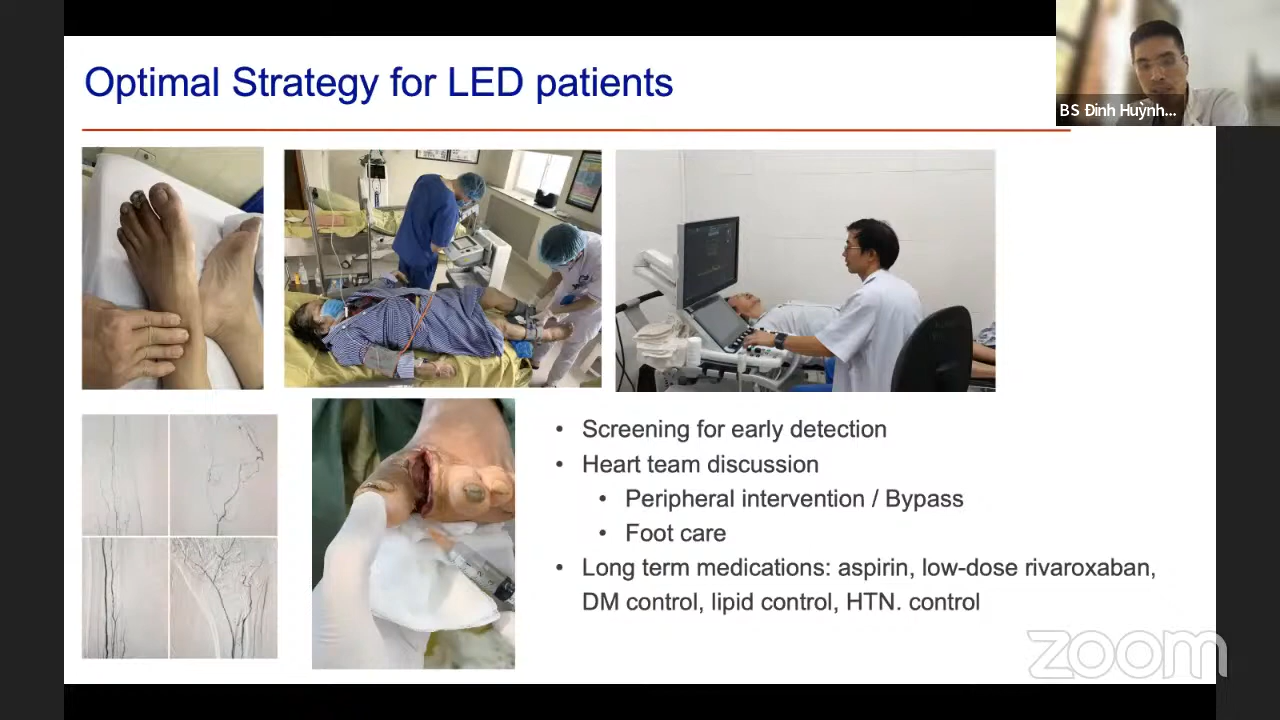 Optimal Strategy for LED patients
BS Đinh Huỳnh...
• Screening for early detection
• Heart team discussion
• Peripheral intervention / Bypass
• Foot care
• Long term medications: aspirin, low-dose rivaroxaban,
DM control, lipid control, HTN. control
zoom